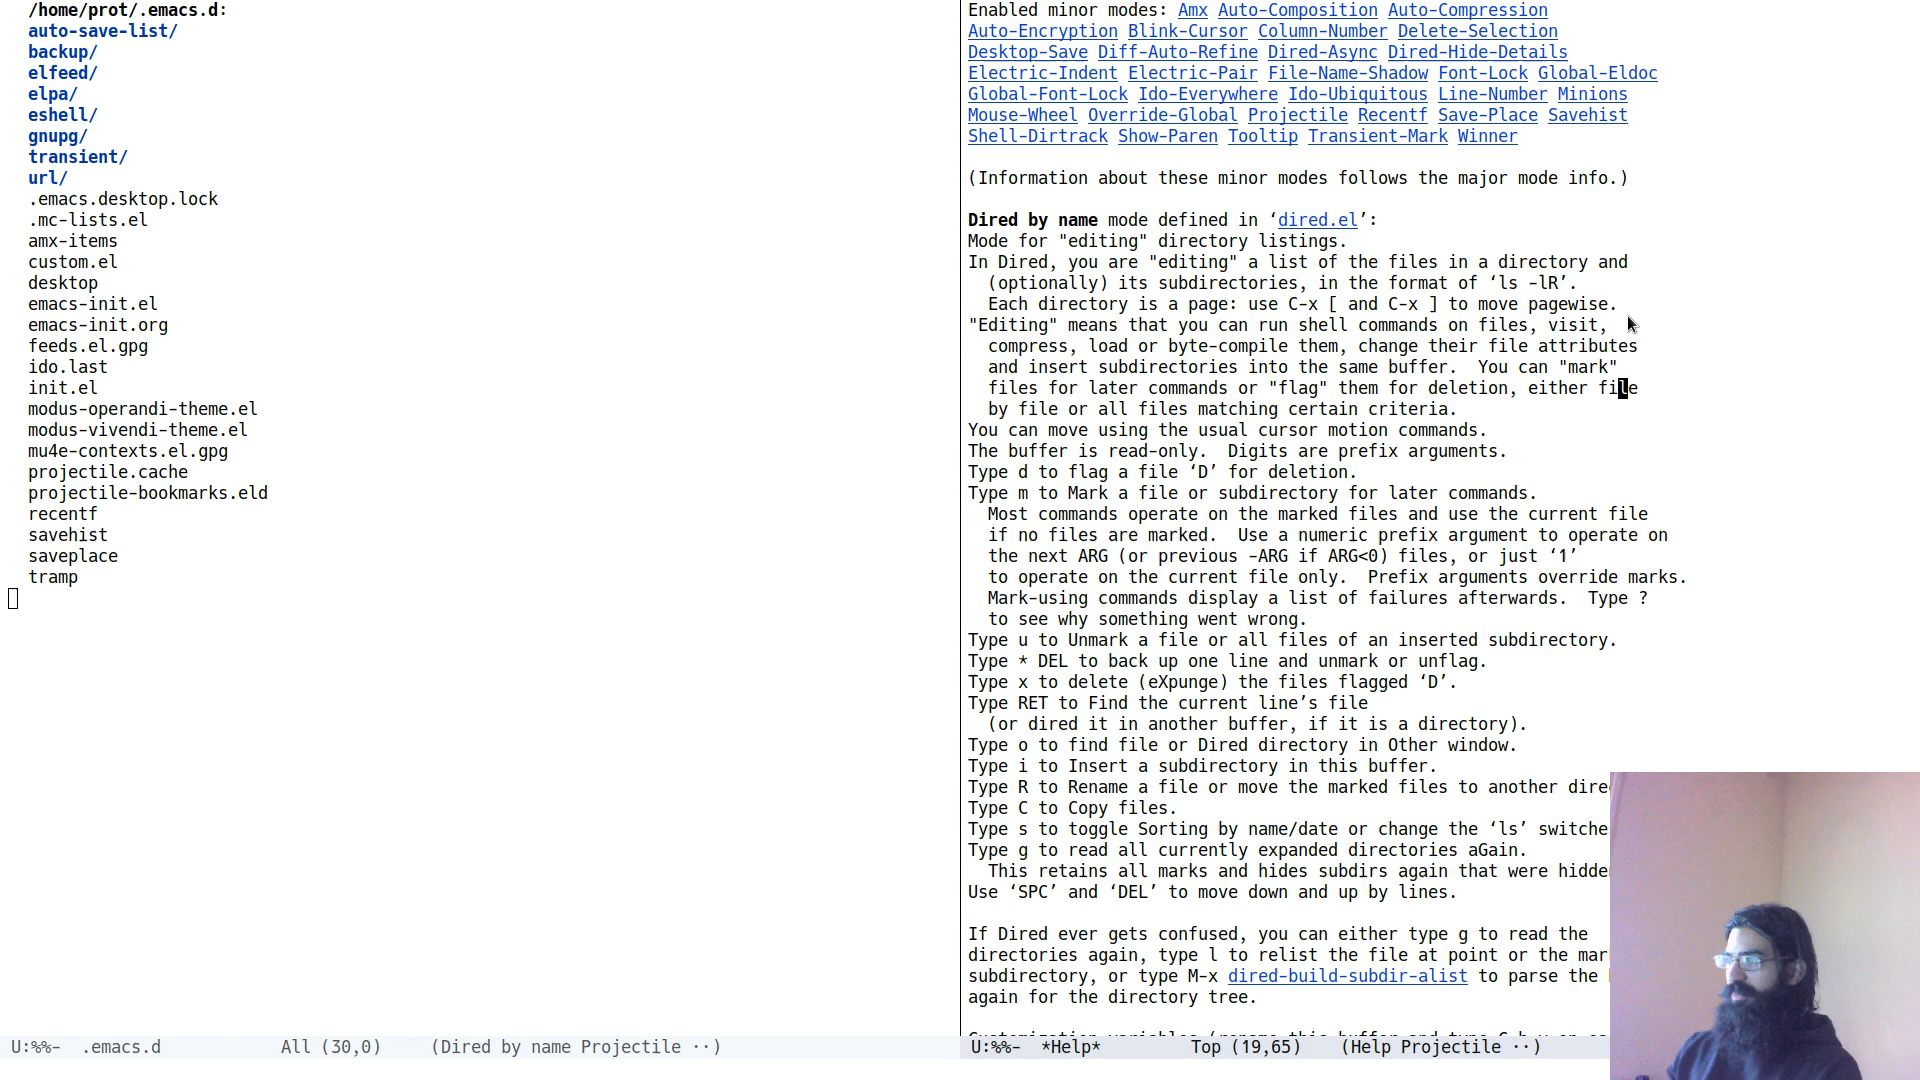 /home/prot/.emacs.d:
auto-save-list/
backup/
elfeed/
elpa/
eshell/
gnupg/
transient/
url/
.emacs.desktop.lock
.mc-lists.el
amx-items
custom.el
desktop
emacs-init.el
emacs-init.org
feeds.el.gpg
ido.last
init.el
modus-operandi-theme.el
modus-vivendi-theme.el
mu4e-contexts.el.gpg
projectile.cache
projectile-bookmarks.eld
recentf
savehist
saveplace
tramp
U:%%-  .emacs.d            All (30,0)     (Dired by name Projectile ··)
Enabled minor modes: Amx Auto-Composition Auto-Compression
Auto-Encryption Blink-Cursor Column-Number Delete-Selection
Desktop-Save Diff-Auto-Refine Dired-Async Dired-Hide-Details
Electric-Indent Electric-Pair File-Name-Shadow Font-Lock Global-Eldoc
Global-Font-Lock Ido-Everywhere Ido-Ubiquitous Line-Number Minions
Mouse-Wheel Override-Global Projectile Recentf Save-Place Savehist
Shell-Dirtrack Show-Paren Tooltip Transient-Mark Winner
(Information about these minor modes follows the major mode info.)
Dired by name mode defined in ‘dired.el’:
Mode for "editing" directory listings.
In Dired, you are "editing" a list of the files in a directory and
  (optionally) its subdirectories, in the format of ‘ls -lR’.
  Each directory is a page: use C-x [ and C-x ] to move pagewise.
"Editing" means that you can run shell commands on files, visit,
  compress, load or byte-compile them, change their file attributes
  and insert subdirectories into the same buffer.  You can "mark"
  files for later commands or "flag" them for deletion, either file
  by file or all files matching certain criteria.
You can move using the usual cursor motion commands.
The buffer is read-only.  Digits are prefix arguments.
Type d to flag a file ‘D’ for deletion.
Type m to Mark a file or subdirectory for later commands.
  Most commands operate on the marked files and use the current file
  if no files are marked.  Use a numeric prefix argument to operate on
  the next ARG (or previous -ARG if ARG<0) files, or just ‘1’
  to operate on the current file only.  Prefix arguments override marks.
  Mark-using commands display a list of failures afterwards.  Type ?
  to see why something went wrong.
Type u to Unmark a file or all files of an inserted subdirectory.
Type * DEL to back up one line and unmark or unflag.
Type x to delete (eXpunge) the files flagged ‘D’.
Type RET to Find the current line’s file
  (or dired it in another buffer, if it is a directory).
Type o to find file or Dired directory in Other window.
Type i to Insert a subdirectory in this buffer.
Type R to Rename a file or move the marked files to another dire
Type C to Copy files.
Type s to toggle Sorting by name/date or change the ‘ls’ switche
Type g to read all currently expanded directories aGain.
  This retains all marks and hides subdirs again that were hidde
Use ‘SPC’ and ‘DEL’ to move down and up by lines.
If Dired ever gets confused, you can either type g to read the
directories again, type l to relist the file at point or the mar
subdirectory, or type M-x dired-build-subdir-alist to parse the
again for the directory tree.
U:%%-  *Help*         Top (19,65)    (Help Projectile ··)